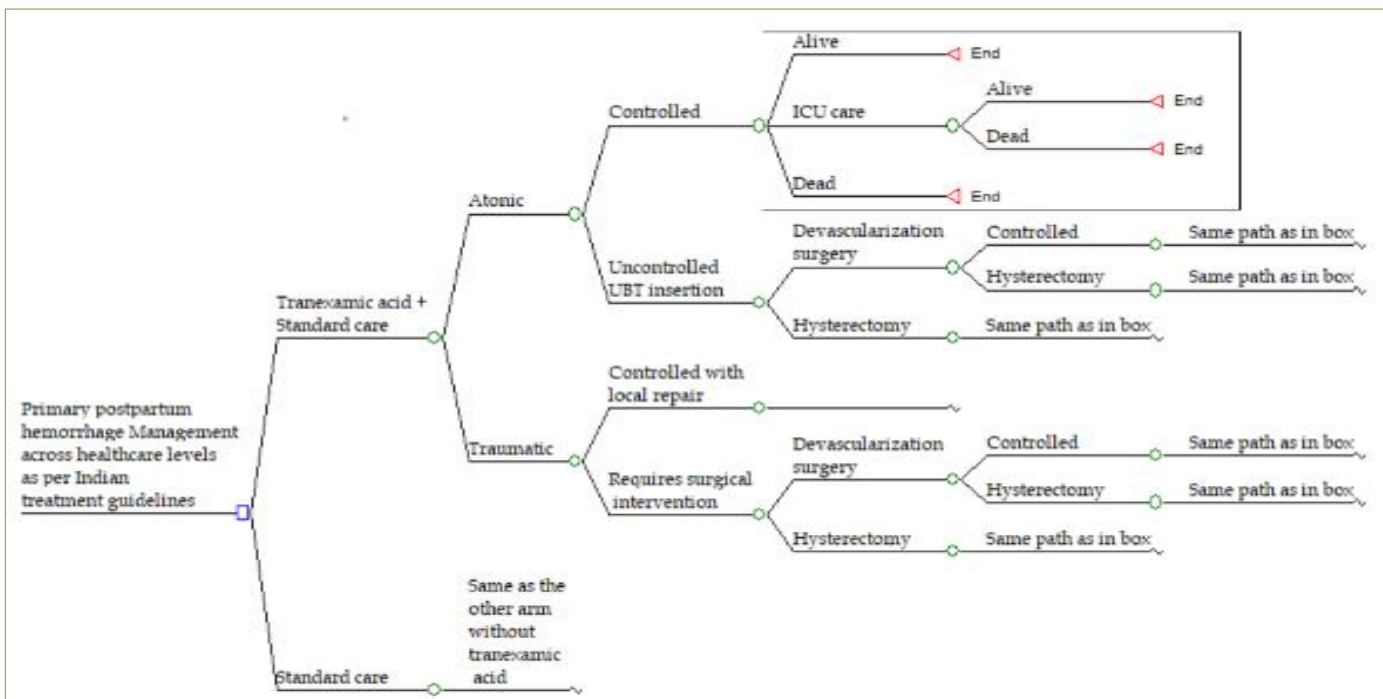 Primary postpartum
hemorrhage Management
across healthcare levels
as per Indian
treatment guidelines
Tranexamic acid +
Standard care
Atonic
Controlled
Alive
End
ICU care
Alive
End
Dead
End
Dead
End
Uncontrolled
UBT insertion
Devascularization
surgery
Controlled
Same path as in box
Hysterectomy
Same path as in box
Hysterectomy
Same path as in box
Traumatic
Controlled with
local repair
Requires surgical
intervention
Devascularization
surgery
Controlled
Same path as in box
Hysterectomy
Same path as in box
Hysterectomy
Same path as in box
Standard care
Same as the
other arm
without
tranexamic
acid